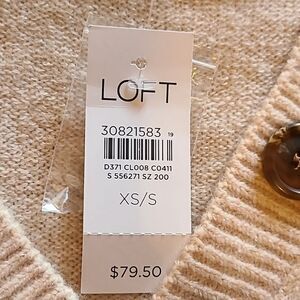 LOFT
30821583 19
D371 CL008 C0411
S 556271 SZ 200
XS/S
$79.50